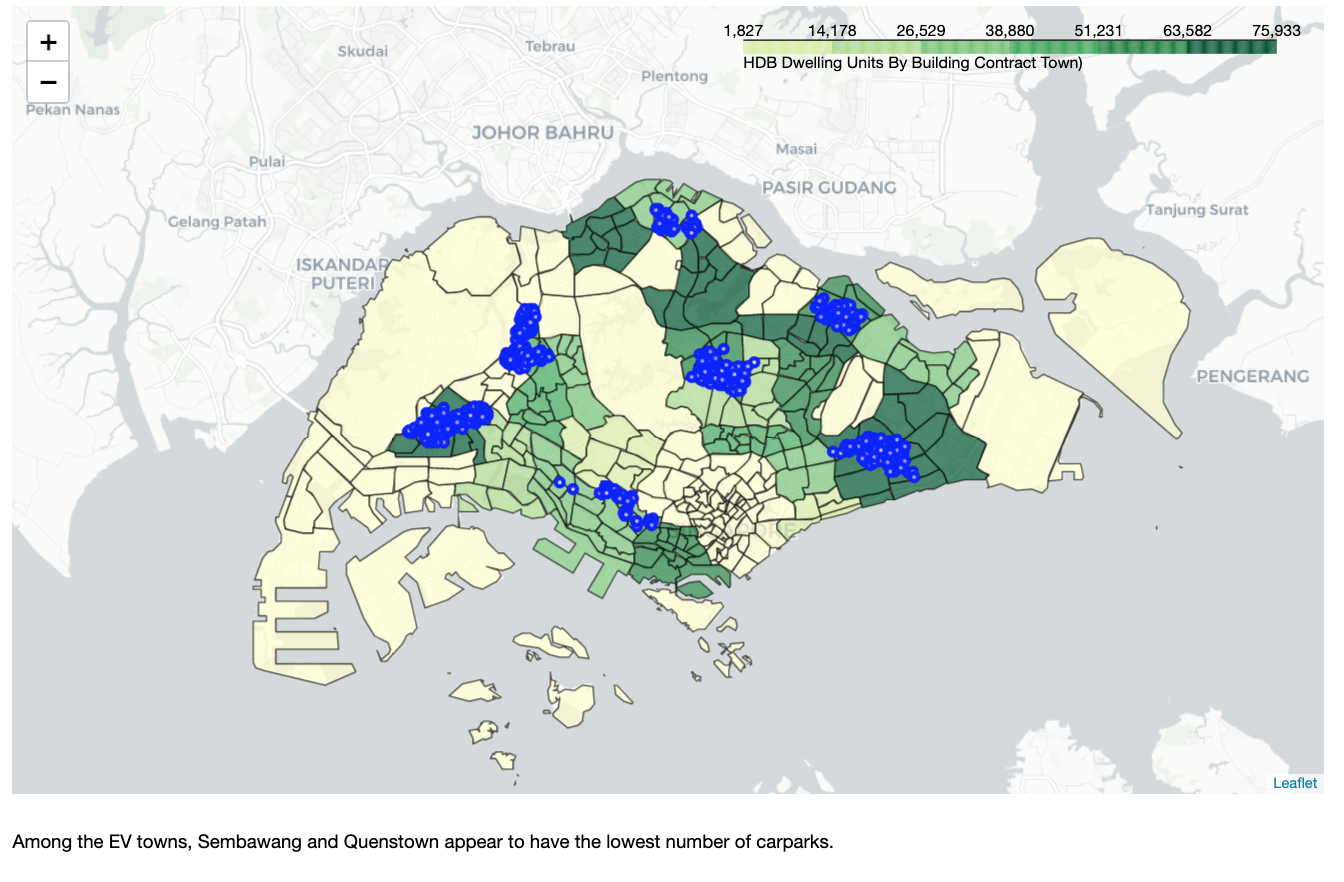 +
−
1,827 14,178 26,529 38,880 51,231 63,582 75,933
HDB Dwelling Units By Building Contract Town)
Skudai
Tebrau
Plentong
Pekan Nanas
JOHOR BAHRU
Masai
Pulai
PASIR GUDANG
Gelang Patah
Tanjung Surat
ISKANDAR
PUTERI
PENGERANG
Leaflet
Among the EV towns, Sembawang and Quenstown appear to have the lowest number of carparks.